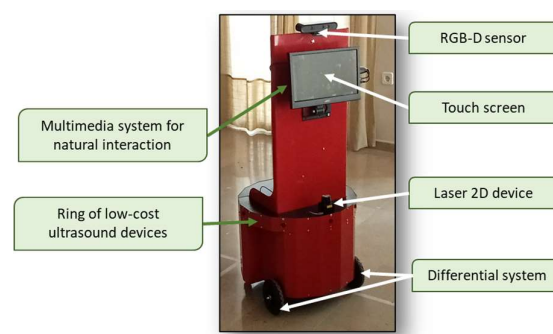 RGB-D sensor
Touch screen
Multimedia system for
natural interaction
Laser 2D device
Ring of low-cost
ultrasound devices
Differential system